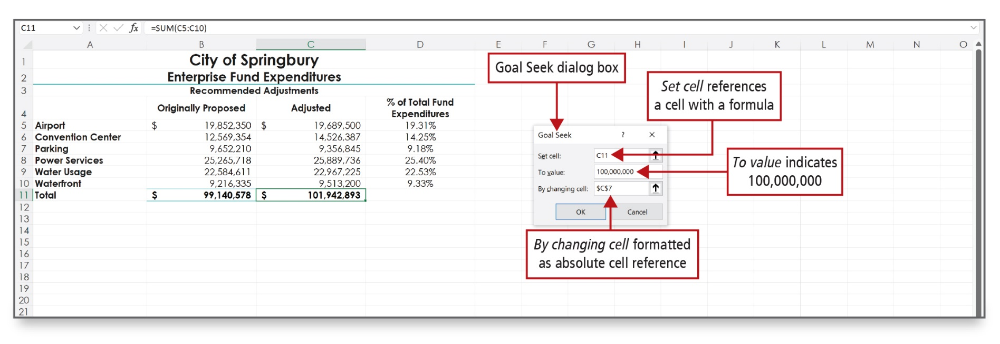 C11 fx =SUM(C5:C10)
A B C D E F G H I J K L M N O
1 City of Springbury
2 Enterprise Fund Expenditures
3 Recommended Adjustments
4 Originally Proposed Adjusted % of Total Fund Expenditures
5 Airport $ 19,852,350 $ 19,689,500 19.31%
6 Convention Center 12,569,354 14,526,387 14.25%
7 Parking 9,652,210 9,356,845 9.18%
8 Power Services 25,265,718 25,889,736 25.40%
9 Water Usage 22,584,611 22,967,225 22.53%
10 Waterfront 9,216,335 9,513,200 9.33%
11 Total $ 99,140,578 $ 101,942,893
12
13
14
15
16
17
18
19
20
21
Goal Seek dialog box
Set cell references
a cell with a formula
Goal Seek ? ×
Set cell: C11
To value: 100,000,000
By changing cell: $C$7
OK Cancel
To value indicates
100,000,000
By changing cell formatted
as absolute cell reference